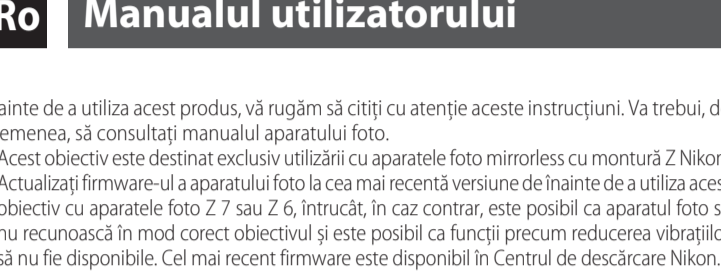 Ro Manualul utilizatorului
ainte de a utiliza acest produs, vă rugăm să citiți cu atenție aceste instrucțiuni. Va trebui, d
emenea, să consultați manualul aparatului foto.
Acest obiectiv este destinat exclusiv utilizării cu aparatele foto mirrorless cu montură Z Nikon
Actualizați firmware-ul a aparatului foto la cea mai recentă versiune de înainte de a utiliza aces
obiectiv cu aparatele foto Z 7 sau Z 6, întrucât, în caz contrar, este posibil ca aparatul foto s
nu recunoască în mod corect obiectivul și este posibil ca funcții precum reducerea vibrațiilo
să nu fie disponibile. Cel mai recent firmware este disponibil în Centrul de descărcare Nikon.